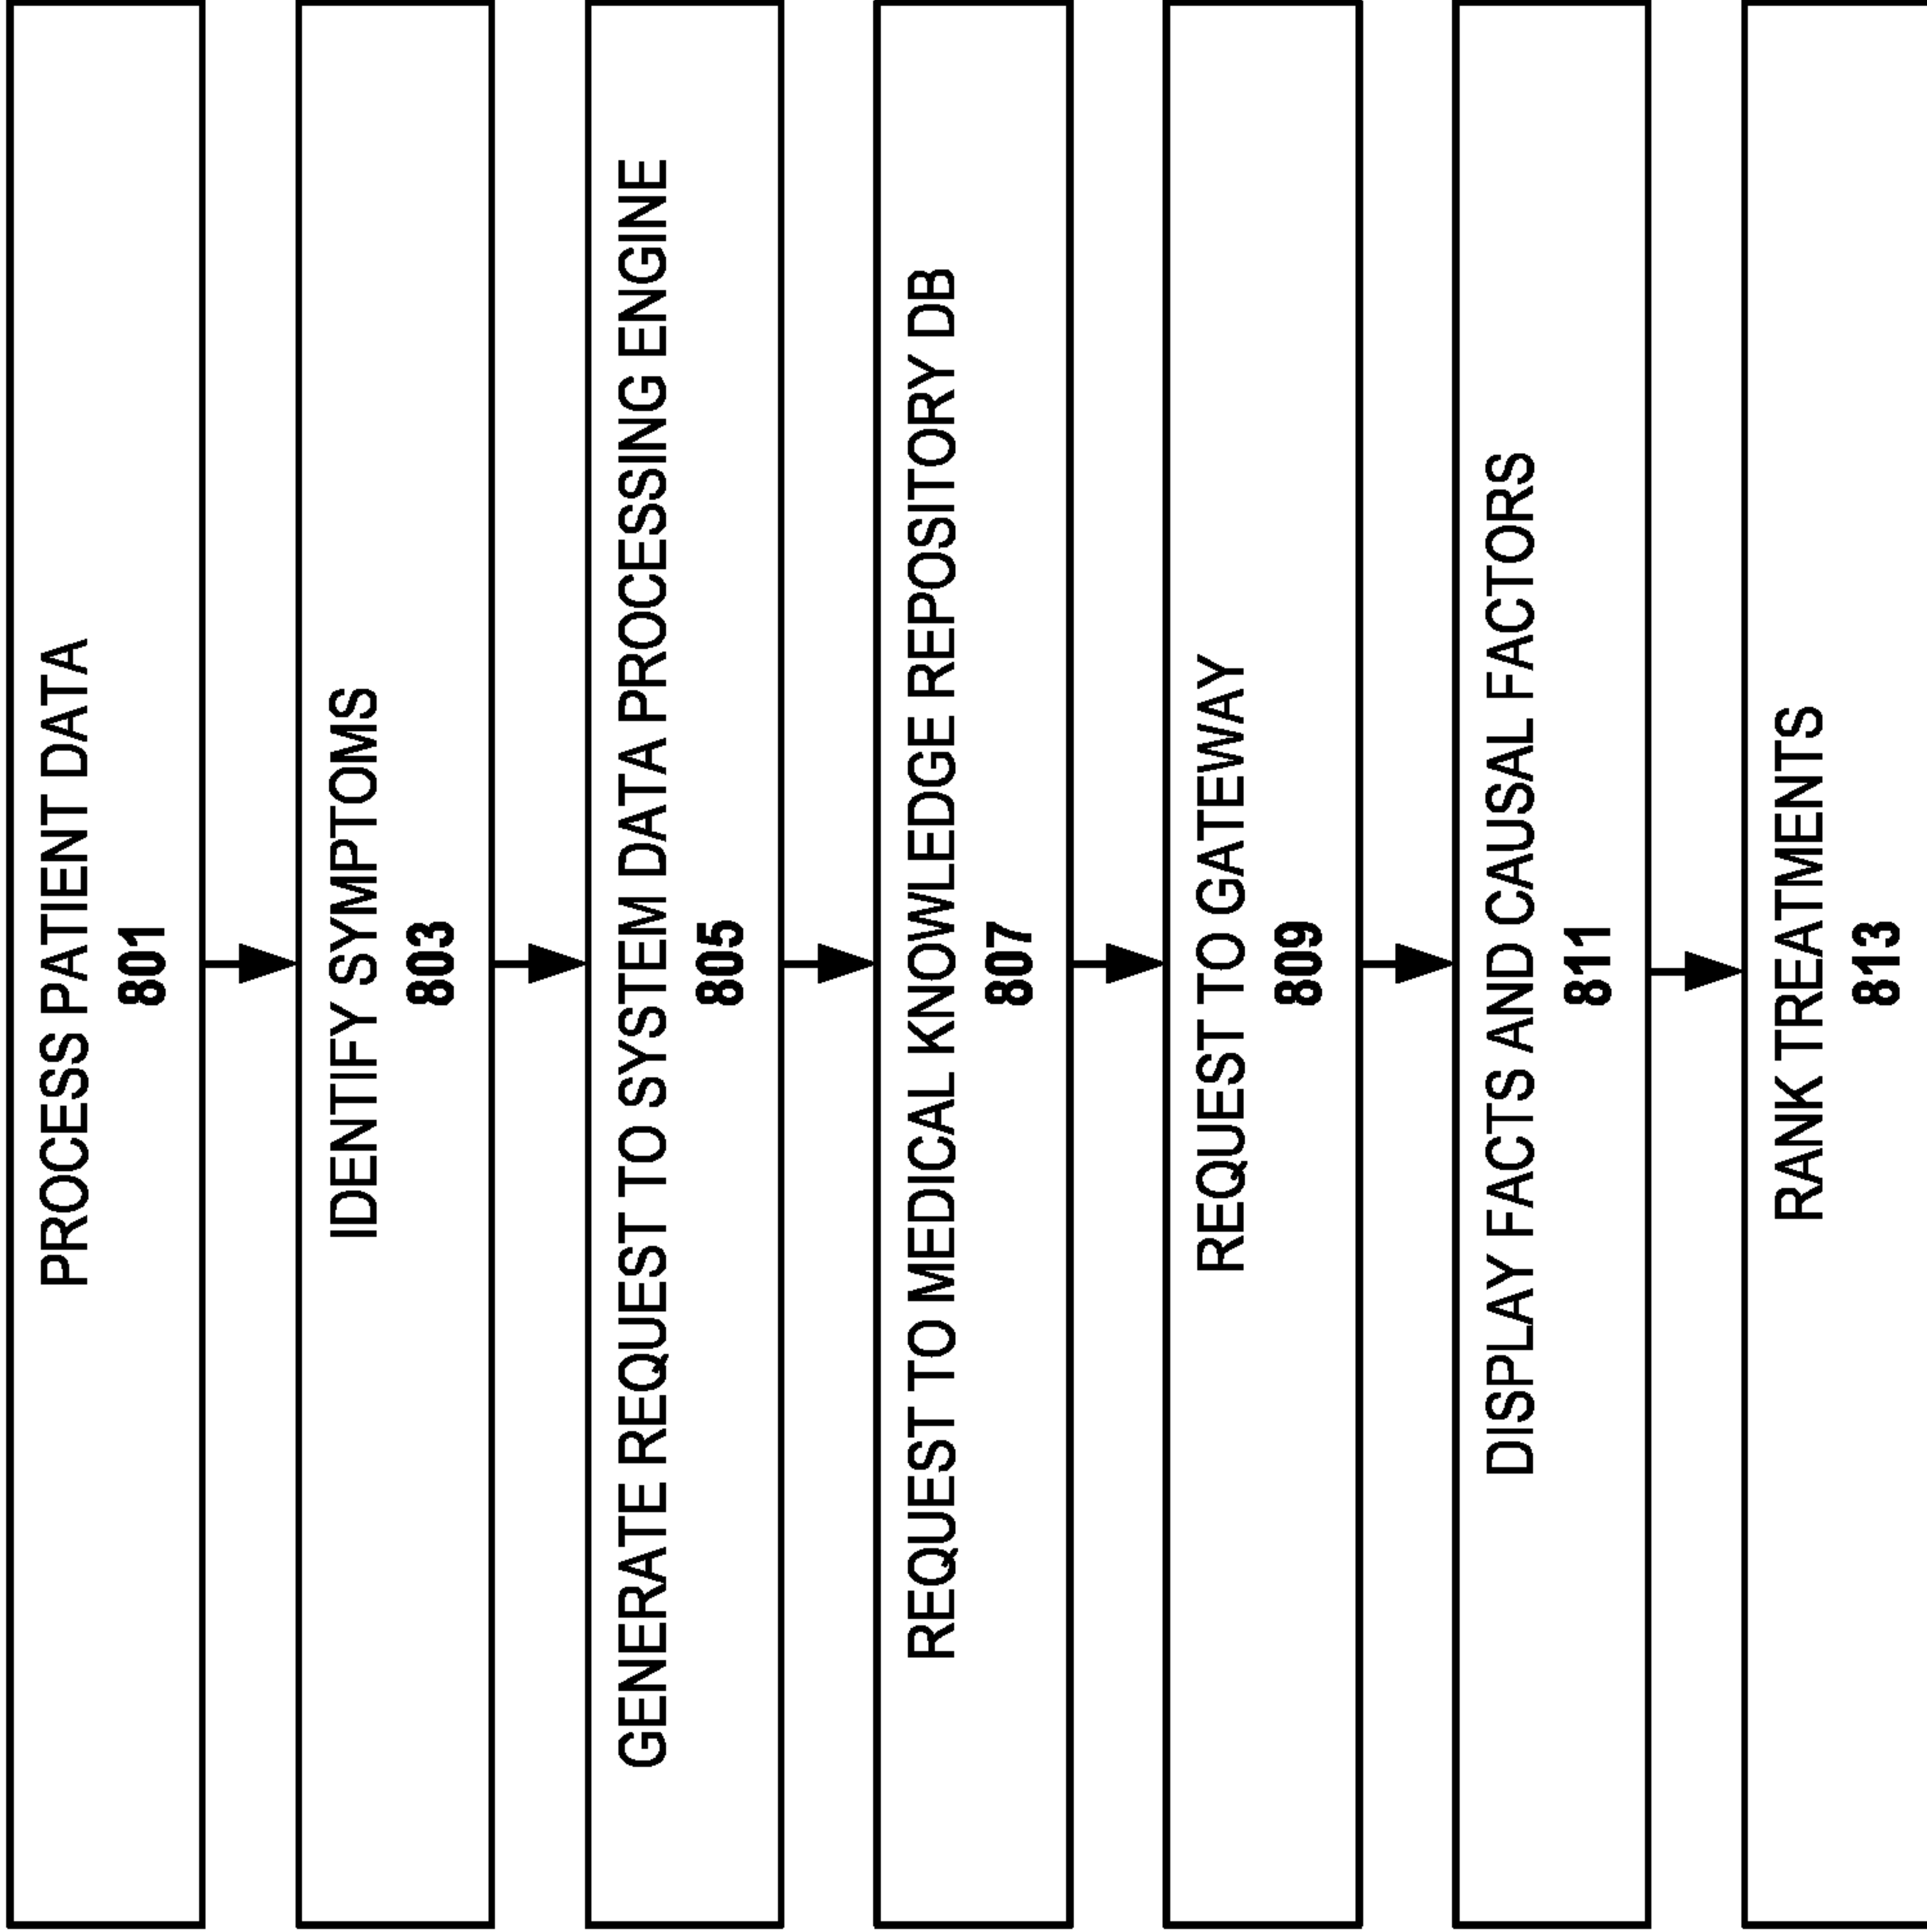 PROCESS PATIENT DATA
801
IDENTIFY SYMPTOMS
803
GENERATE REQUEST TO SYSTEM DATA PROCESSING ENGINE
805
REQUEST TO MEDICAL KNOWLEDGE REPOSITORY DB
807
REQUEST TO GATEWAY
809
DISPLAY FACTS AND CAUSAL FACTORS
811
RANK TREATMENTS
813